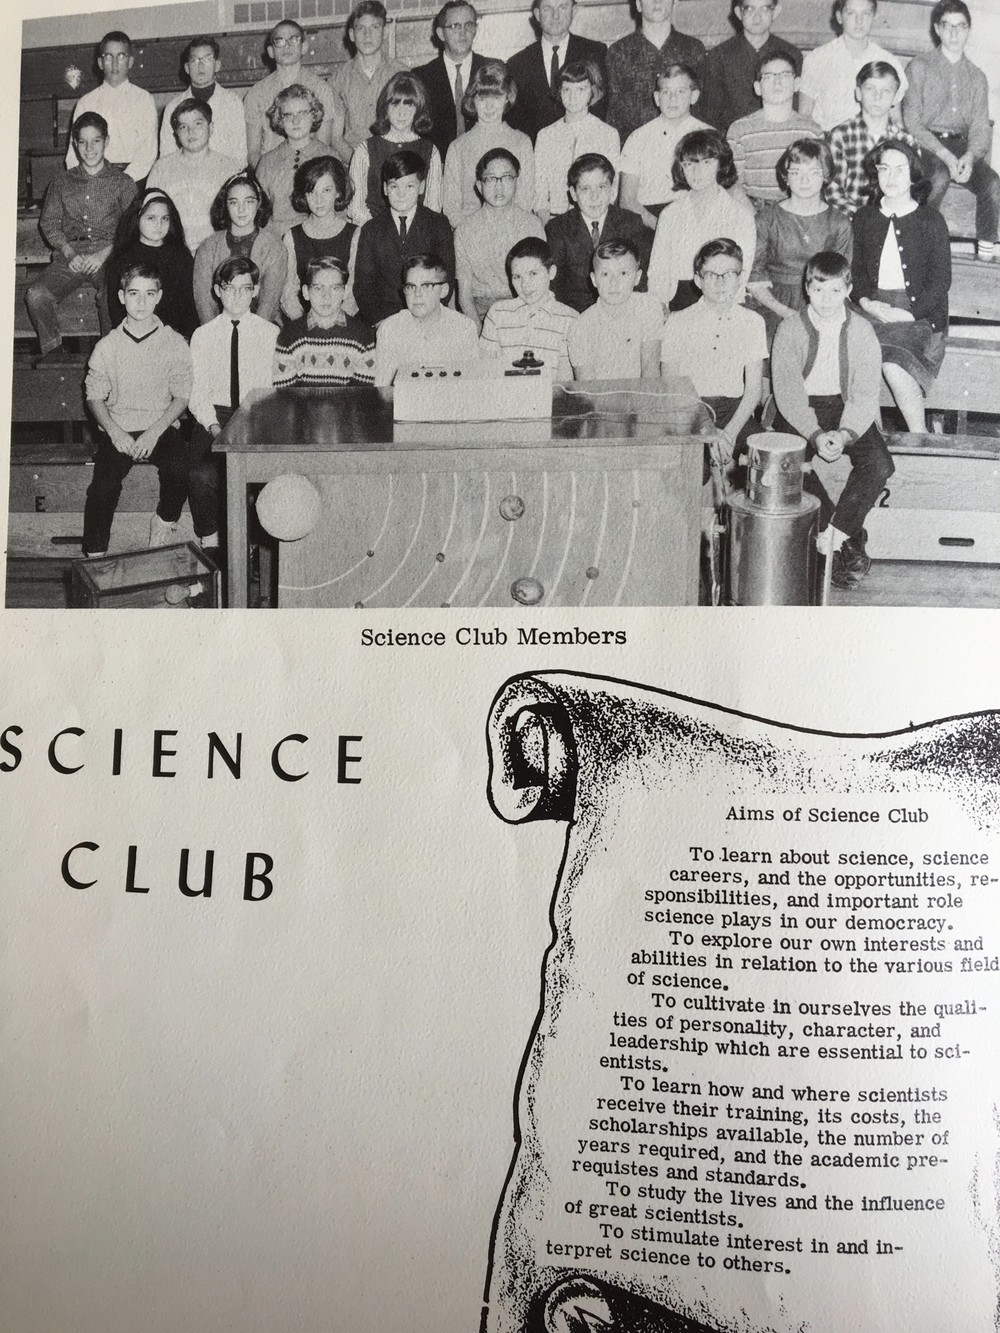 E
2
Science Club Members
SCIENCE
CLUB
Aims of Science Club
To learn about science, science
careers, and the opportunities, re-
sponsibilities, and important role
science plays in our democracy.
To explore our own interests and
abilities in relation to the various field
of science.
To cultivate in ourselves the quali-
ties of personality, character, and
leadership which are essential to sci-
entists.
To learn how and where scientists
receive their training, its costs, the
scholarships available, the number of
years required, and the academic pre-
requistes and standards.
To study the lives and the influence
of great scientists.
To stimulate interest in and in-
terpret science to others.